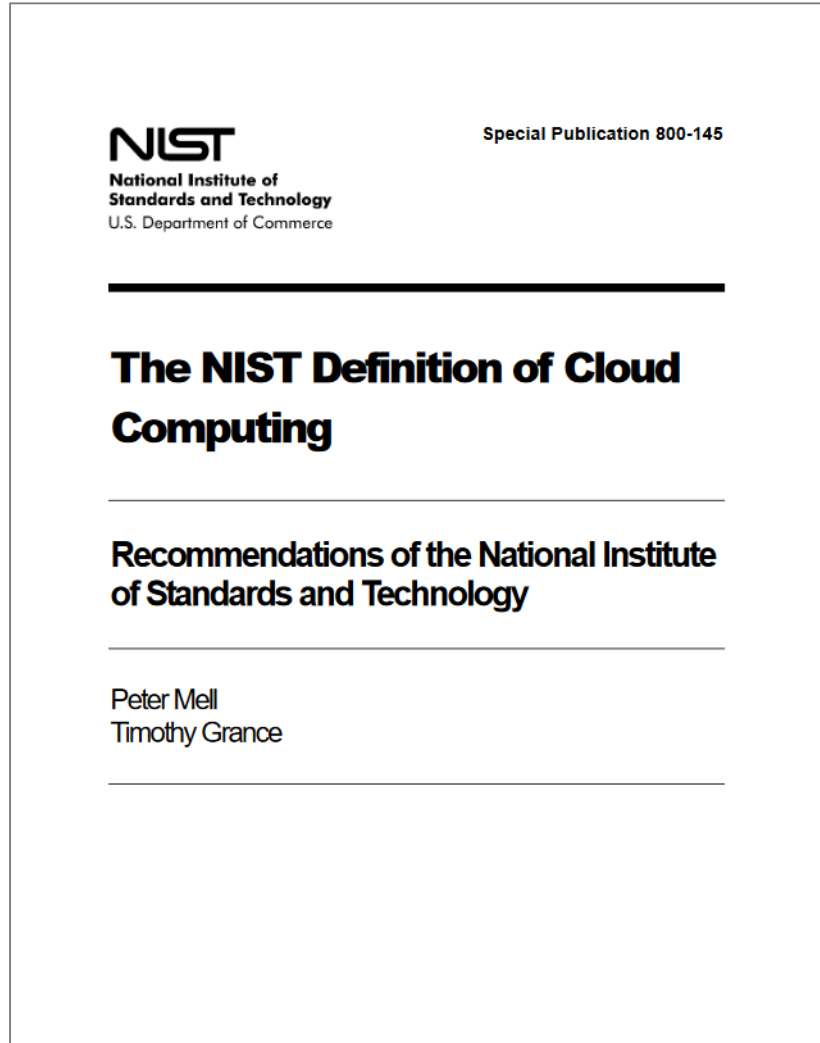 NIST
Special Publication 800-145
National Institute of
Standards and Technology
U.S. Department of Commerce
The NIST Definition of Cloud
Computing
Recommendations of the National Institute
of Standards and Technology
Peter Mell
Timothy Grance